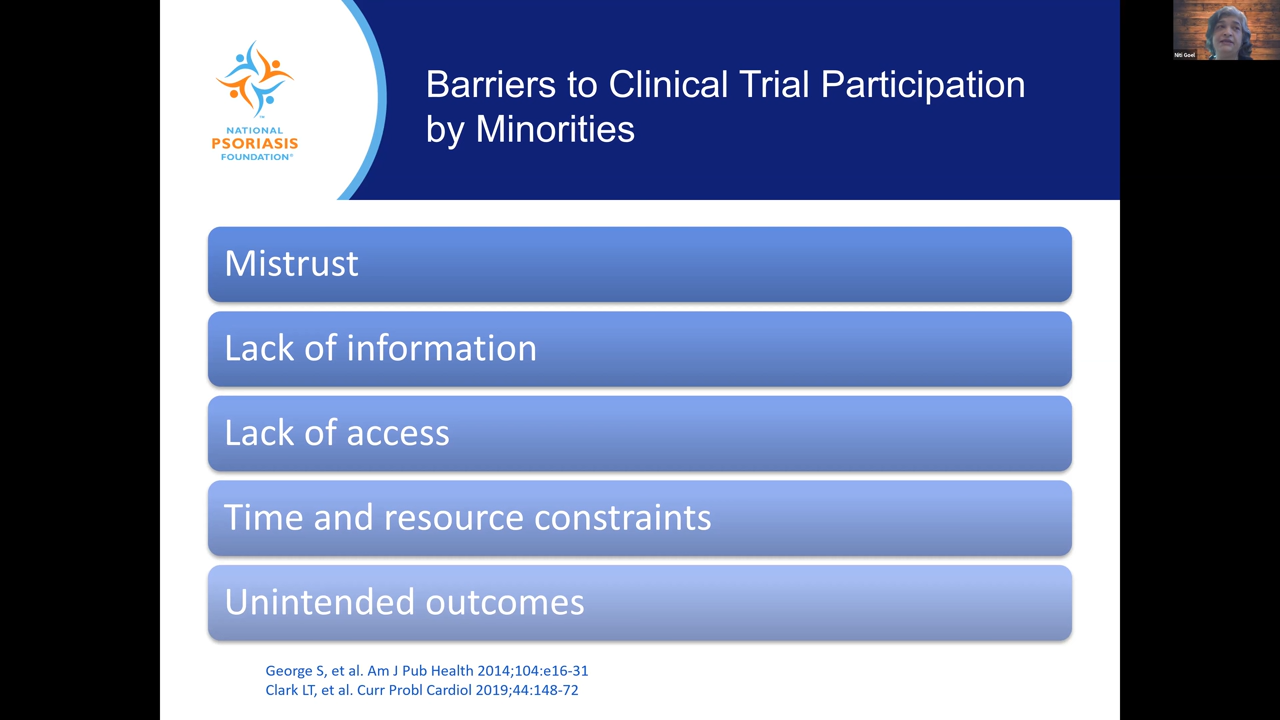 Niti Goel
NATIONAL
PSORIASIS
FOUNDATION®
Barriers to Clinical Trial Participation
by Minorities
Mistrust
Lack of information
Lack of access
Time and resource constraints
Unintended outcomes
George S, et al. Am J Pub Health 2014;104:e16-31
Clark LT, et al. Curr Probl Cardiol 2019;44:148-72